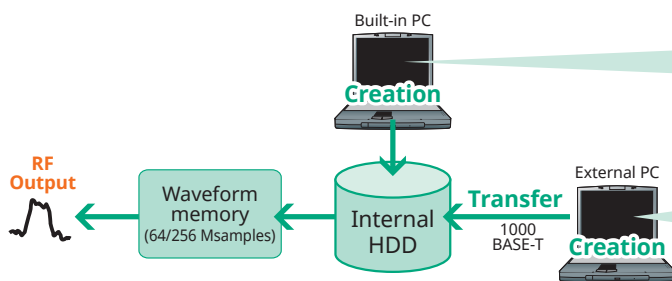 Built-in PC
Creation
RF
Output
Waveform
memory
(64/256 Msamples)
Internal
HDD
Transfer
1000
BASE-T
External PC
Creation